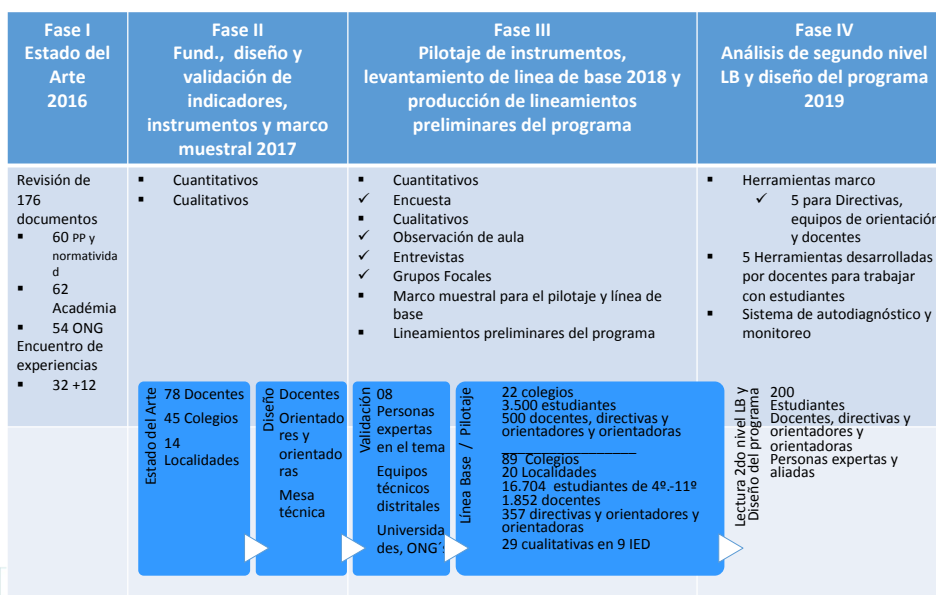 Fase I
Estado del
Arte
2016
Fase II
Fund.,  diseño y
validación de
indicadores,
instrumentos y marco
muestral 2017
Fase III
Pilotaje de instrumentos,
levantamiento de linea de base 2018 y
producción de lineamientos
preliminares del programa
Fase IV
Análisis de segundo nivel
LB y diseño del programa
2019
Revisión de
176
documentos
▪ 60 PP y
normativida
d
▪ 62
Académia
▪ 54 ONG
Encuentro de
experiencias
▪ 32 +12
▪ Cuantitativos
▪ Cualitativos
▪ Cuantitativos
✓ Encuesta
▪ Cualitativos
✓ Observación de aula
✓ Entrevistas
✓ Grupos Focales
▪ Marco muestral para el pilotaje y línea de
base
▪ Lineamientos preliminares del programa
▪ Herramientas marco
✓ 5 para Directivas,
equipos de orientación
y docentes
▪ 5 Herramientas desarrolladas
por docentes para trabajar
con estudiantes
▪ Sistema de autodiagnóstico y
monitoreo
Estado del Arte
78 Docentes
45 Colegios
14
Localidades
Diseño
Docentes
Orientado
res y
orientado
ras
Mesa
técnica
Validación
08
Personas
expertas
en el tema
Equipos
técnicos
distritales
Universida
des, ONG´s
Línea Base  /  Pilotaje
22 colegios
3.500 estudiantes
500 docentes, directivas y
orientadores y orientadoras
89  Colegios
20 Localidades
16.704  estudiantes de 4º.-11º
1.852 docentes
357 directivas y orientadores y
orientadoras
29 cualitativas en 9 IED
Lectura 2do nivel LB y
Diseño del programa
200
Estudiantes
Docentes, directivas y
orientadores y
orientadoras
Personas expertas y
aliadas